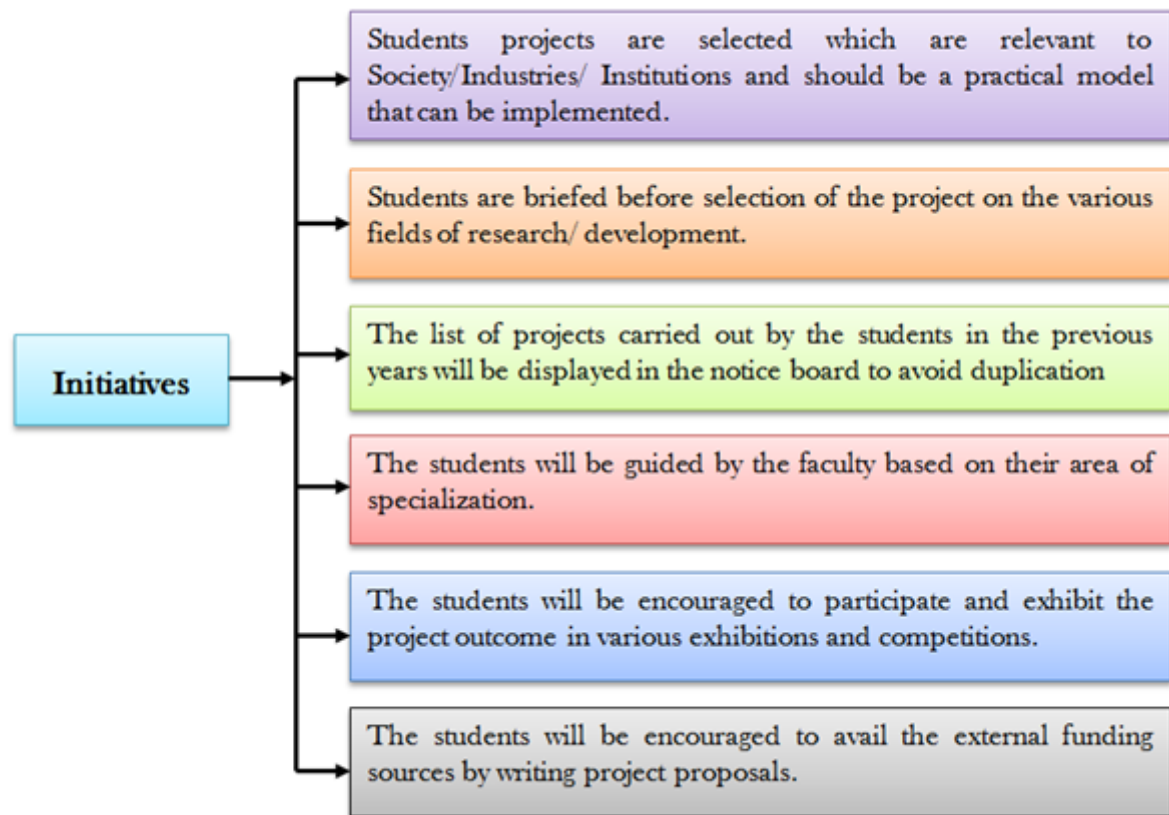 Students projects are selected which are relevant to
Society/Industries/ Institutions and should be a practical model
that can be implemented.
Students are briefed before selection of the project on the various
fields of research/ development.
Initiatives
The list of projects carried out by the students in the previous
years will be displayed in the notice board to avoid duplication
The students will be guided by the faculty based on their area of
specialization.
The students will be encouraged to participate and exhibit the
project outcome in various exhibitions and competitions.
The students will be encouraged to avail the external funding
sources by writing project proposals.